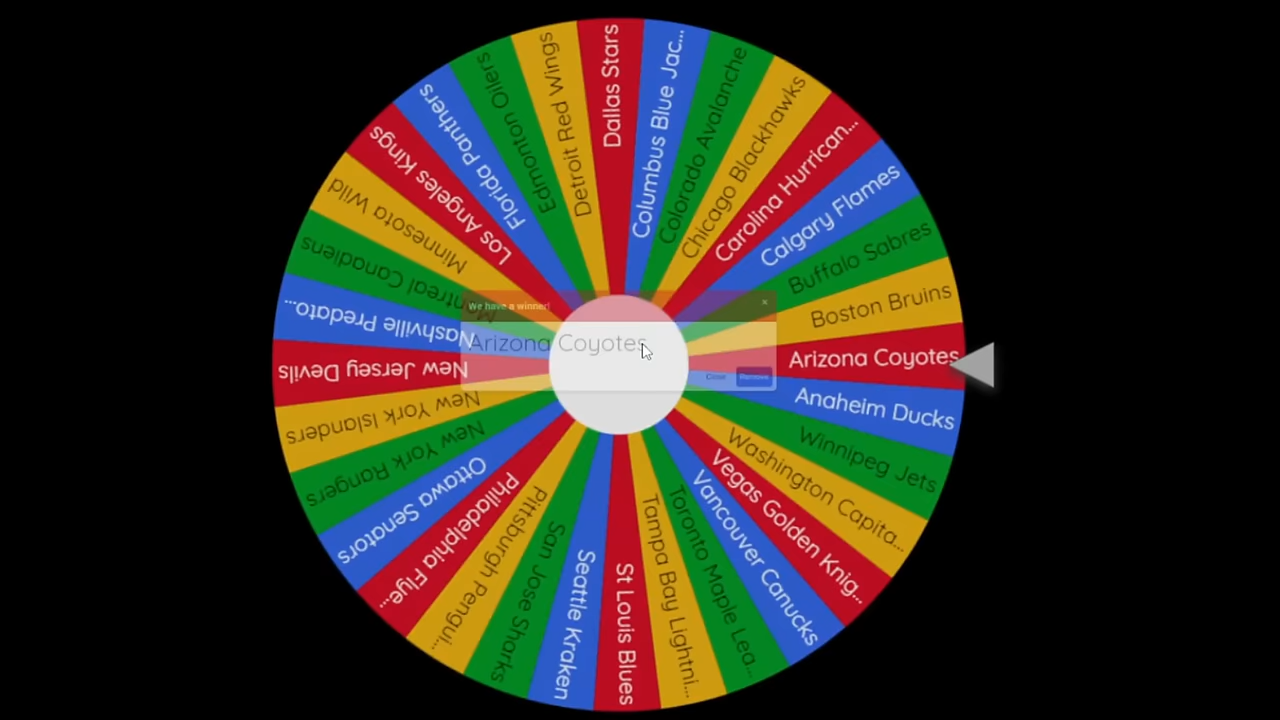 Dallas Stars
Columbus Blue Jac...
Colorado Avalanche
Chicago Blackhawks
Carolina Hurrican...
Calgary Flames
Buffalo Sabres
Boston Bruins
Arizona Coyotes
Anaheim Ducks
Winnipeg Jets
Washington Capita...
Vegas Golden Knig...
Vancouver Canucks
Toronto Maple Lea...
Tampa Bay Lightni...
St Louis Blues
Seattle Kraken
San Jose Sharks
Pittsburgh Pengui...
Philadelphia Flye...
Ottawa Senators
New York Rangers
New York Islanders
New Jersey Devils
Nashville Predato...
Montreal Canadiens
Minnesota Wild
Los Angeles Kings
Florida Panthers
Edmonton Oilers
Detroit Red Wings
We have a winner!
×
Arizona Coyotes
Close
Remove